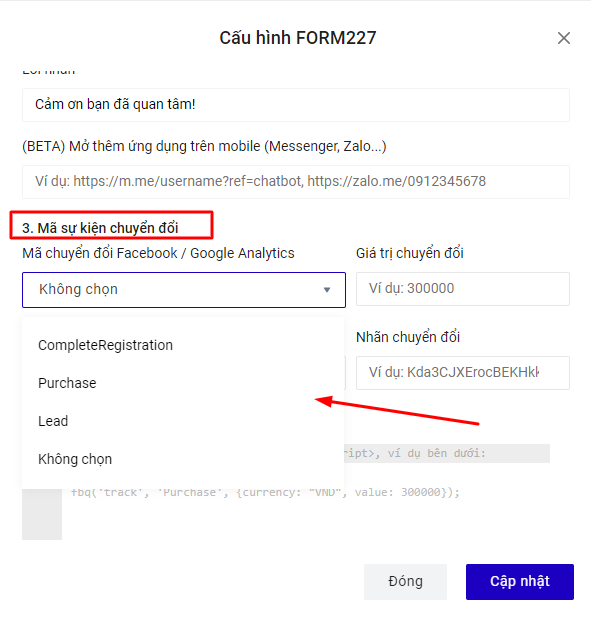 Cấu hình FORM227
Lời nhắn
Cảm ơn bạn đã quan tâm!
(BETA) Mở thêm ứng dụng trên mobile (Messenger, Zalo...)
Ví dụ: https://m.me/username?ref=chatbot, https://zalo.me/0912345678
3. Mã sự kiện chuyển đổi
Mã chuyển đổi Facebook / Google Analytics
Giá trị chuyển đổi
Không chọn
Ví dụ: 300000
Nhãn chuyển đổi
CompleteRegistration
Ví dụ: Kda3CJXErocBEKHkk
Purchase
Lead
Không chọn
ript>, ví dụ bên dưới:
fbq('track', 'Purchase', {currency: "VND", value: 300000});
Đóng
Cập nhật